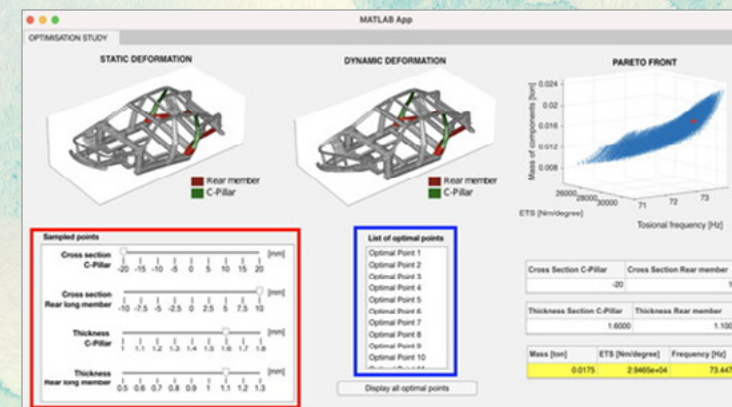 MATLAB App
OPTIMISATION STUDY
STATIC DEFORMATION
Rear member
C-Pillar
DYNAMIC DEFORMATION
Rear member
C-Pillar
PARETO FRONT
Mass of components [ton]
0.024
0.02
0.016
0.012
0.008
26000 28000 30000
71 72 73
ETS [Nm/degree]
Tosional frequency [Hz]
Sampled points
Cross section
C-Pillar
[mm]
-20 -15 -10 -5 0 5 10 15 20
Cross section
Rear long member
[mm]
-10 -7.5 -5 -2.5 0 2.5 5 7.5 10
Thickness
C-Pillar
[mm]
1 1.1 1.2 1.3 1.4 1.5 1.6 1.7 1.8
Thickness
Rear long member
[mm]
0.5 0.6 0.7 0.8 0.9 1 1.1 1.2 1.3
List of optimal points
Optimal Point 1
Optimal Point 2
Optimal Point 3
Optimal Point 4
Optimal Point 5
Optimal Point 6
Optimal Point 7
Optimal Point 8
Optimal Point 9
Optimal Point 10
Display all optimal points
Cross Section C-Pillar Cross Section Rear member
-20 1
Thickness Section C-Pillar Thickness Rear member
1.6000 1.100
Mass [ton] ETS [Nm/degree] Frequency [Hz]
0.0175 2.9465e+04 73.447